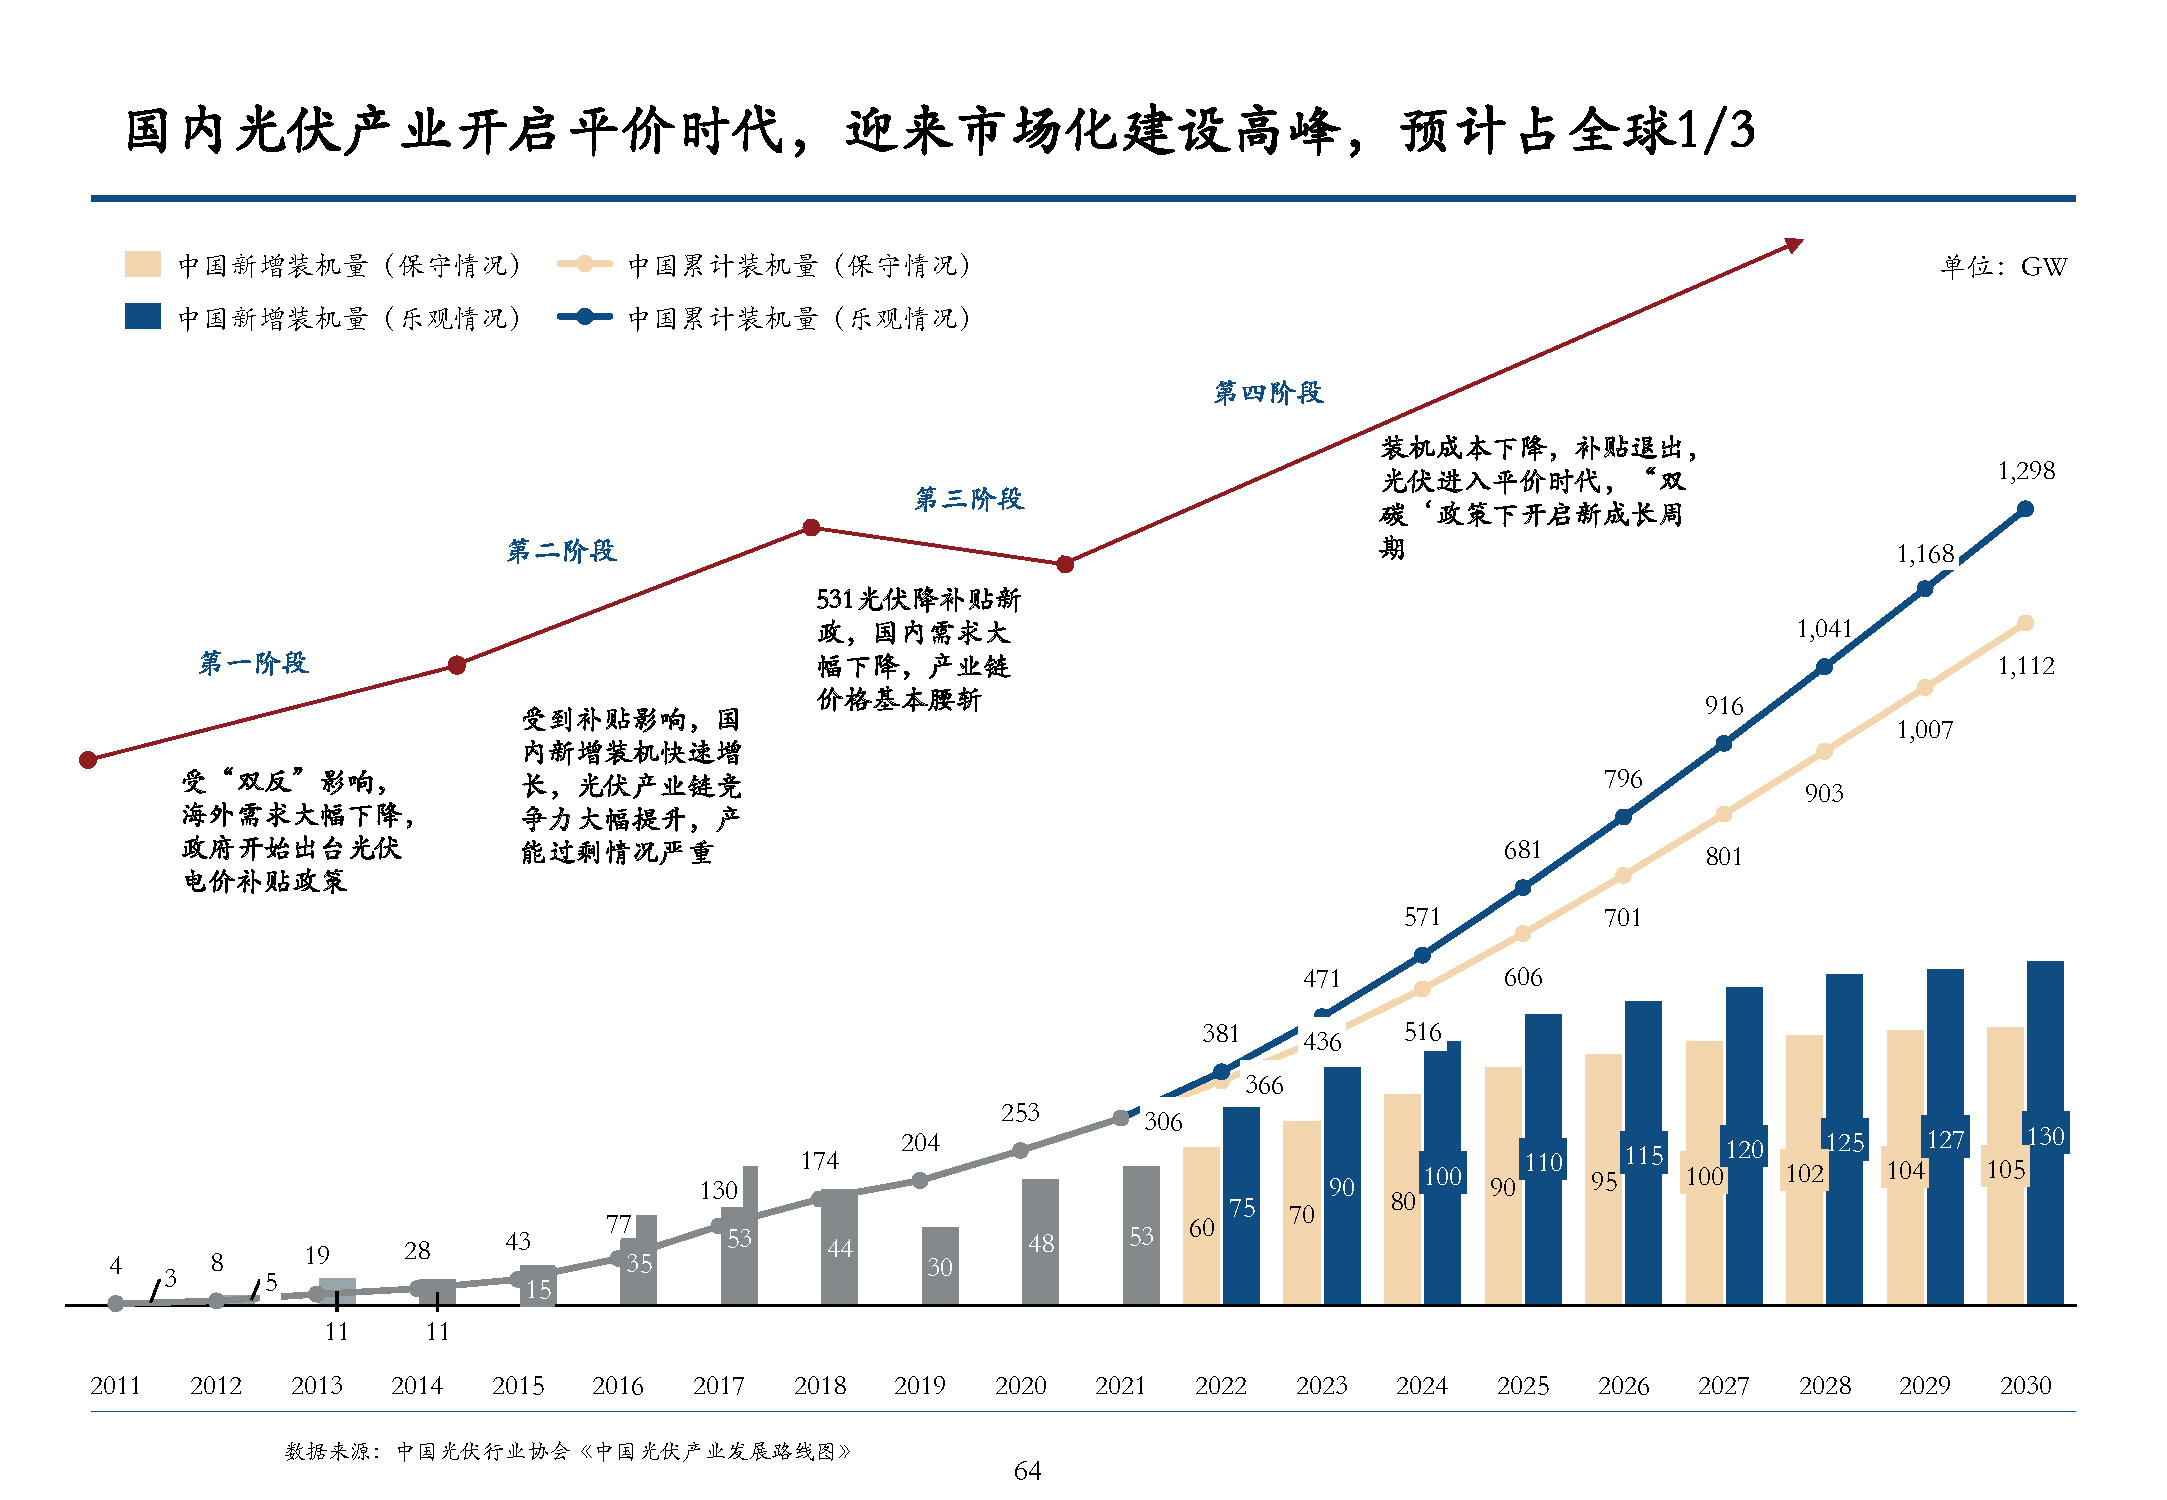 国内光伏产业开启平价时代，迎来市场化建设高峰，预计占全球1/3
中国新增装机量（保守情况）
中国累计装机量（保守情况）
单位：GW
中国新增装机量（乐观情况）
中国累计装机量（乐观情况）
第一阶段
受“双反”影响，
海外需求大幅下降，
政府开始出台光伏
电价补贴政策
第二阶段
受到补贴影响，国
内新增装机快速增
长，光伏产业链竞
争力大幅提升，产
能过剩情况严重
第三阶段
531光伏降补贴新
政，国内需求大
幅下降，产业链
价格基本腰斩
第四阶段
装机成本下降，补贴退出，
光伏进入平价时代，“双
碳‘政策下开启新成长周
期
4 8 19 28 43 77 130 174 204 253 306
381 471 571 681 796 916 1,041 1,168 1,298
366 436 516 606 701 801 903 1,007 1,112
3 5 11 11 15 35 53 44 30 48 53
60 70 80 90 95 100 102 104 105
75 90 100 110 115 120 125 127 130
2011 2012 2013 2014 2015 2016 2017 2018 2019 2020 2021 2022 2023 2024 2025 2026 2027 2028 2029 2030
数据来源：中国光伏行业协会《中国光伏产业发展路线图》
64